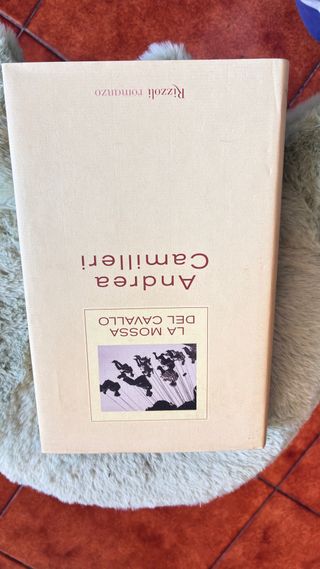 LA MOSSA
DEL CAVALLO
Andrea
Camilleri
Rizzoli romanzo